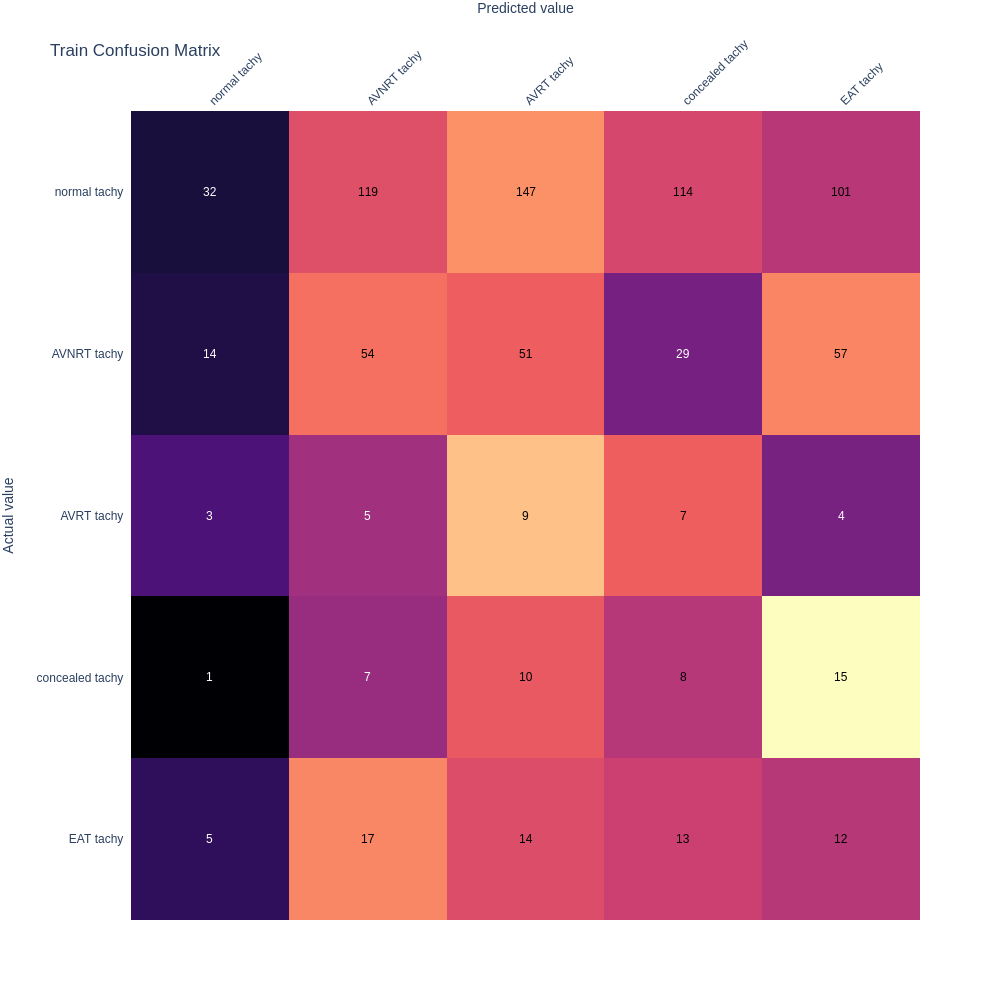 Predicted value
Train Confusion Matrix
normal tachy
AVNRT tachy
AVRT tachy
concealed tachy
EAT tachy
normal tachy 32 119 147 114 101
AVNRT tachy 14 54 51 29 57
Actual value
AVRT tachy 3 5 9 7 4
concealed tachy 1 7 10 8 15
EAT tachy 5 17 14 13 12